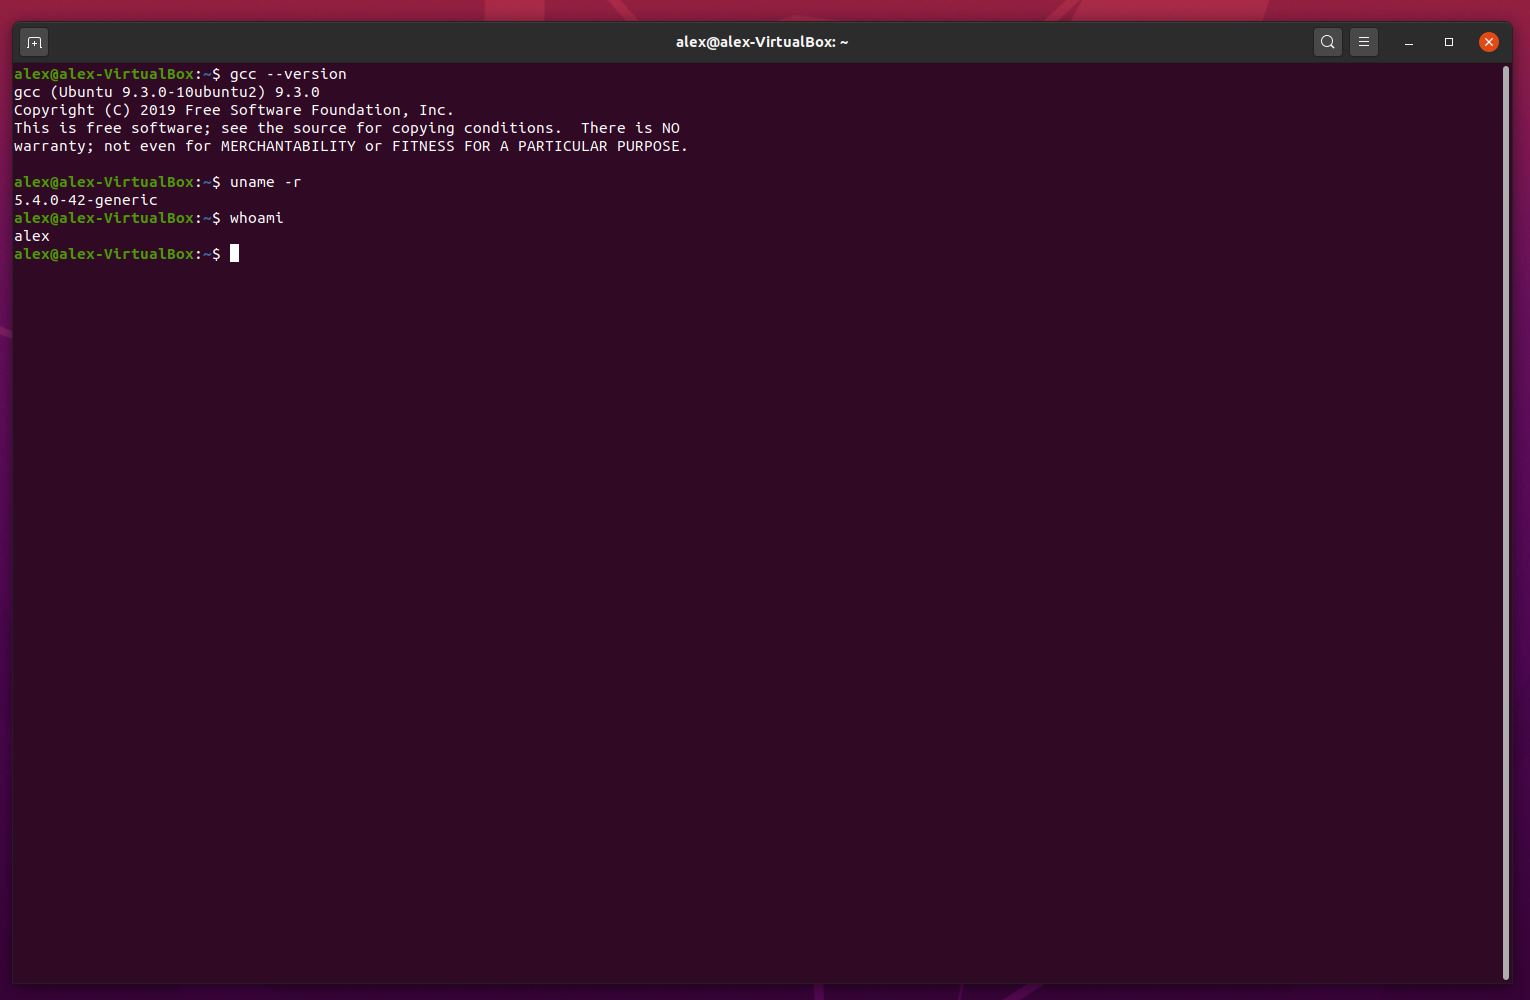 alex@alex-VirtualBox: ~
alex@alex-VirtualBox:~$ gcc --version
gcc (Ubuntu 9.3.0-10ubuntu2) 9.3.0
Copyright (C) 2019 Free Software Foundation, Inc.
This is free software; see the source for copying conditions.  There is NO
warranty; not even for MERCHANTABILITY or FITNESS FOR A PARTICULAR PURPOSE.

alex@alex-VirtualBox:~$ uname -r
5.4.0-42-generic
alex@alex-VirtualBox:~$ whoami
alex
alex@alex-VirtualBox:~$